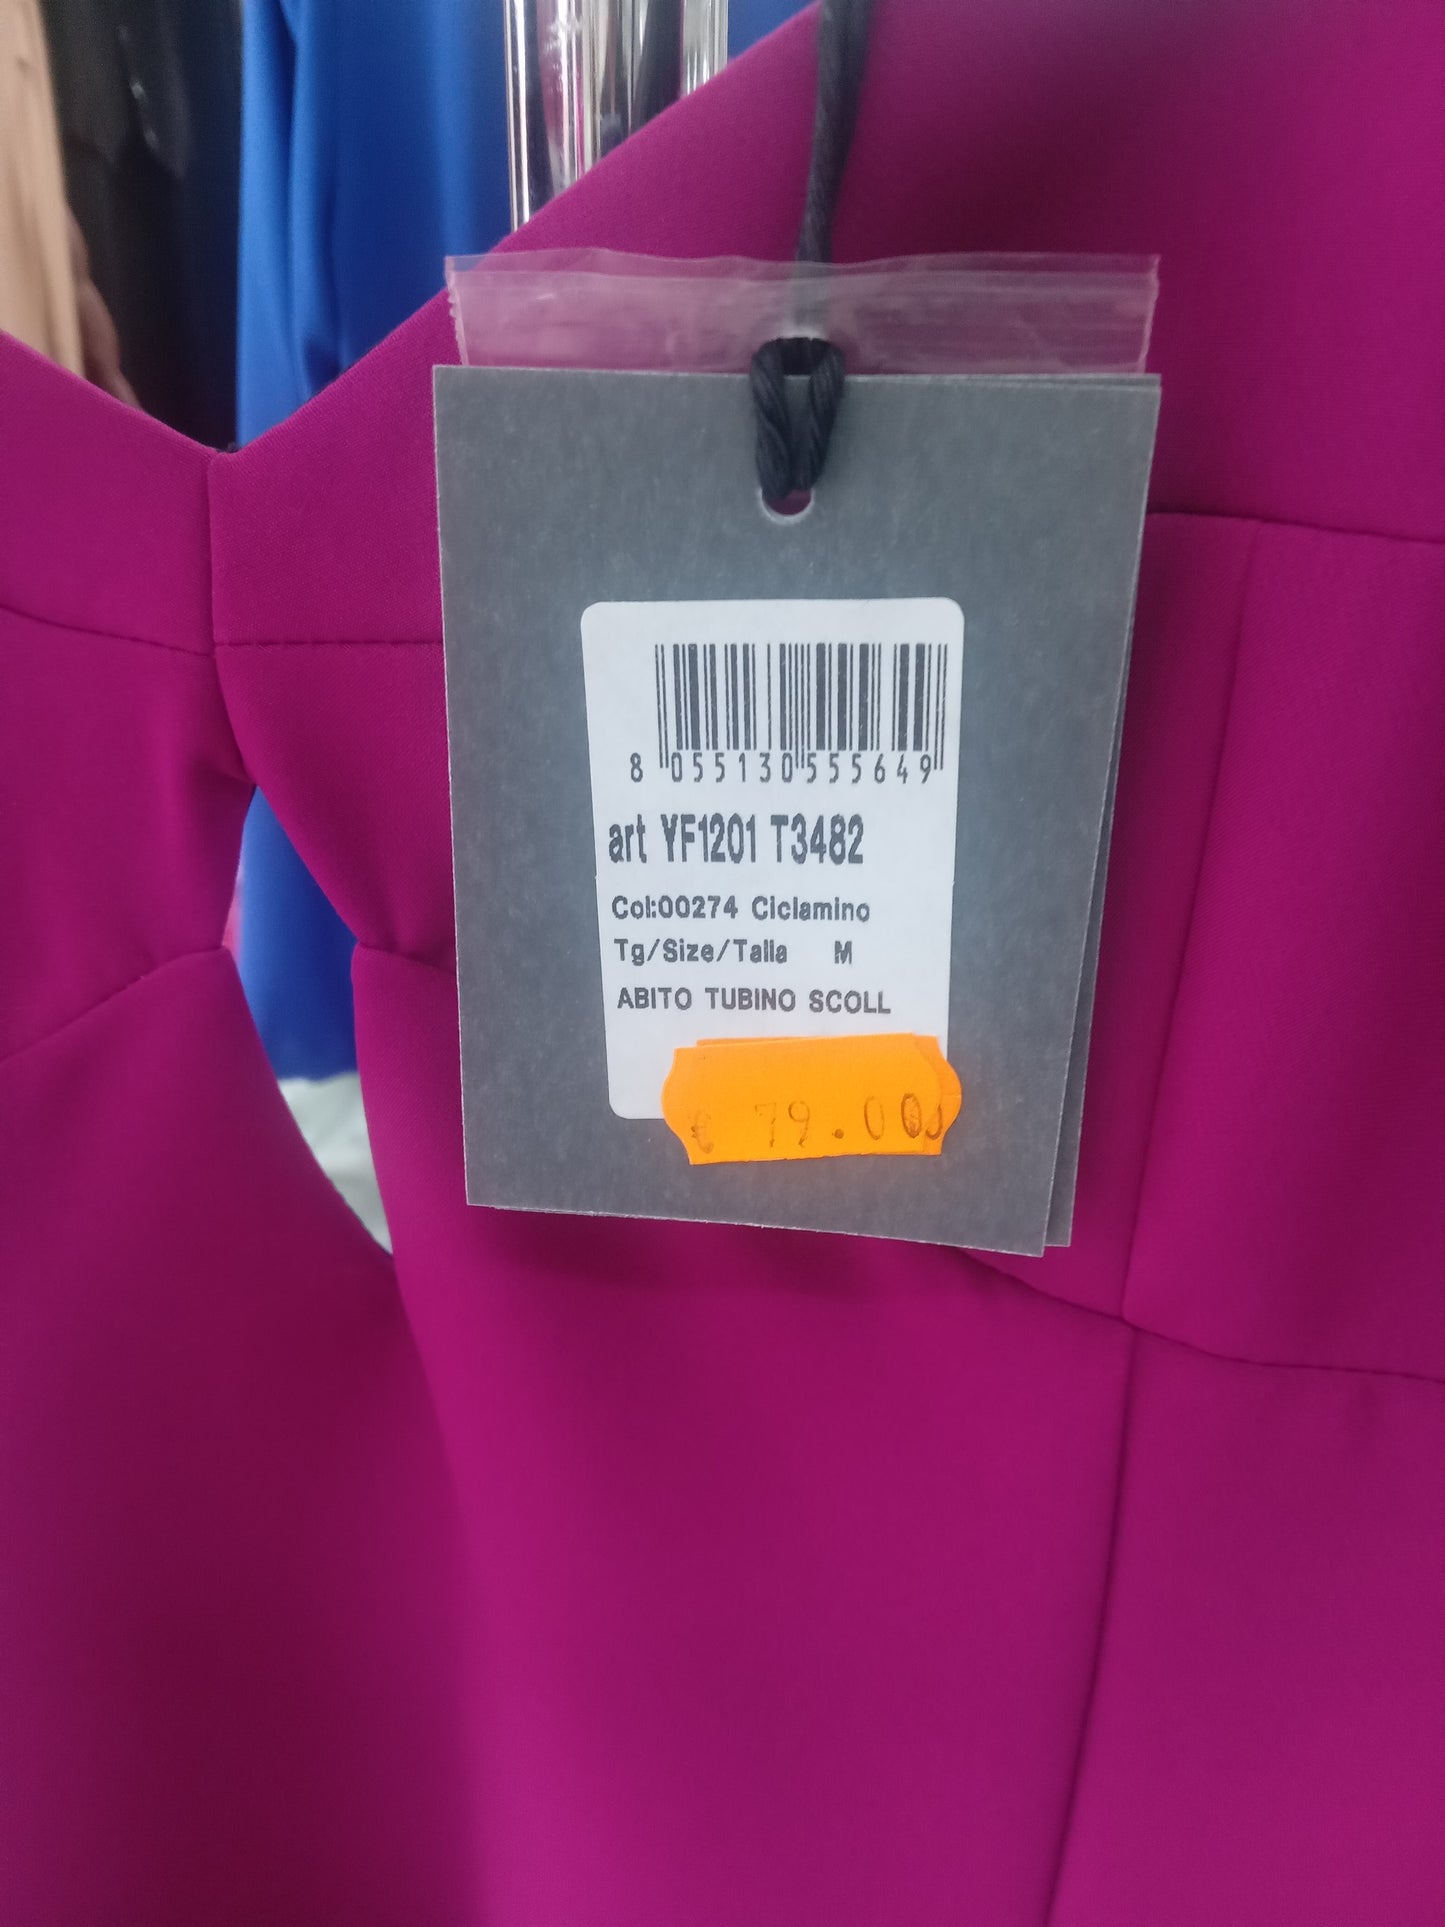 8 055130 555649
art YF1201 T3482
Col:00274 Ciclamino
Tg/Size/Talla M
ABITO TUBINO SCOLL
€ 79.00